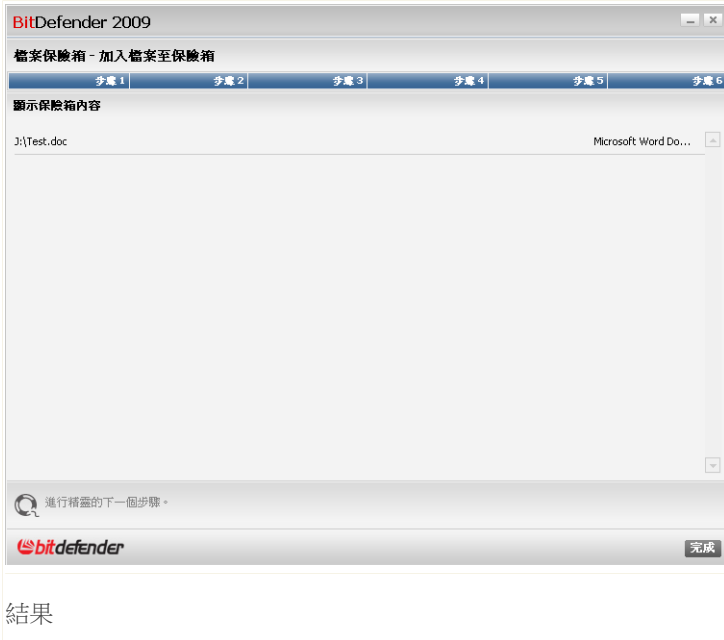 BitDefender 2009
檔案保險箱 - 加入檔案至保險箱
步驟 1 步驟 2 步驟 3 步驟 4 步驟 5 步驟 6
顯示保險箱內容
J:\Test.doc Microsoft Word Do...
進行精靈的下一個步驟。
bitdefender
完成
結果